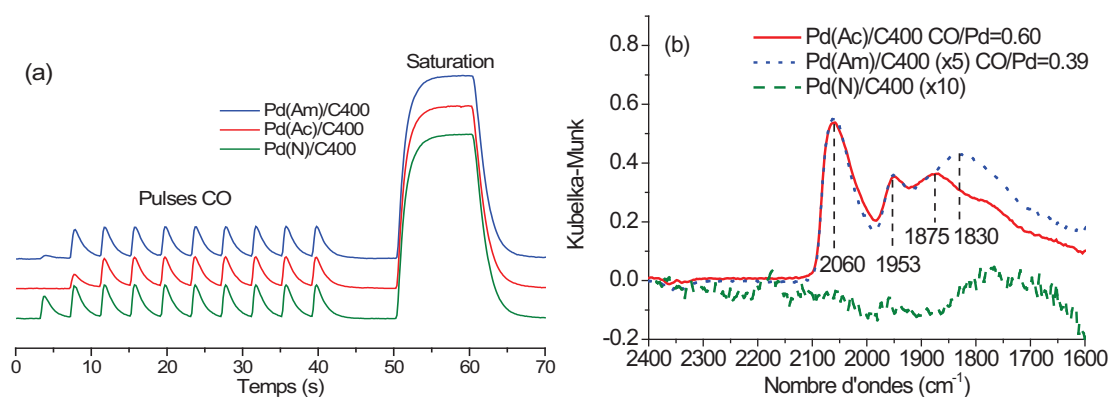 (a)
Saturation
Pd(Am)/C400
Pd(Ac)/C400
Pd(N)/C400
Pulses CO
0 10 20 30 40 50 60 70
Temps (s)
(b)
Pd(Ac)/C400 CO/Pd=0.60
Pd(Am)/C400 (x5) CO/Pd=0.39
Pd(N)/C400 (x10)
Kubelka-Munk
0.8
0.6
0.4
0.2
0.0
-0.2
1875 1830
2060 1953
2400 2300 2200 2100 2000 1900 1800 1700 1600
Nombre d'ondes (cm⁻¹)